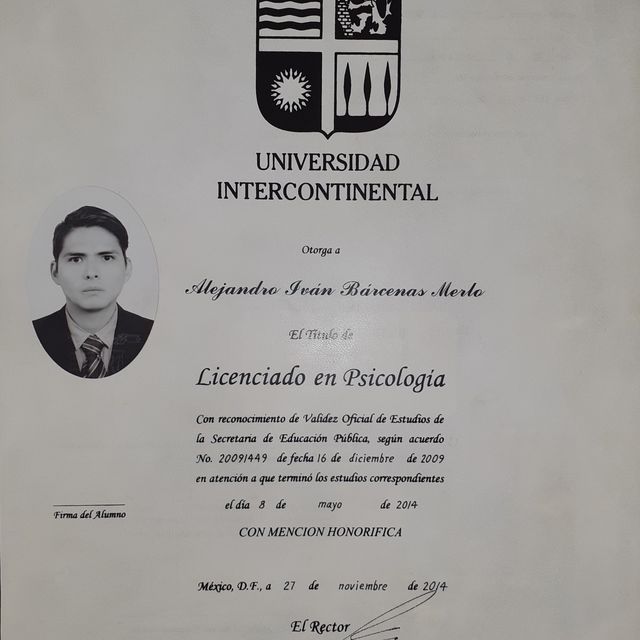 UNIVERSIDAD
INTERCONTINENTAL
Otorga a
Alejandro Iván Bárcenas Merlo
El Título de
Licenciado en Psicología
Con reconocimiento de Validez Oficial de Estudios de
la Secretaria de Educación Pública, según acuerdo
No. 20091449 de fecha 16 de diciembre de 2009
en atención a que terminó los estudios correspondientes
el día 8 de mayo de 2014
Firma del Alumno
CON MENCION HONORIFICA
México, D.F., a 27 de noviembre de 2014
El Rector